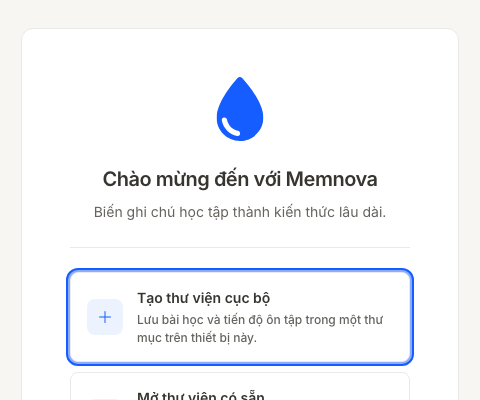 Chào mừng đến với Memnova
Biến ghi chú học tập thành kiến thức lâu dài.
Tạo thư viện cục bộ
Lưu bài học và tiến độ ôn tập trong một thư
mục trên thiết bị này.
Mở thư viện có sẵn